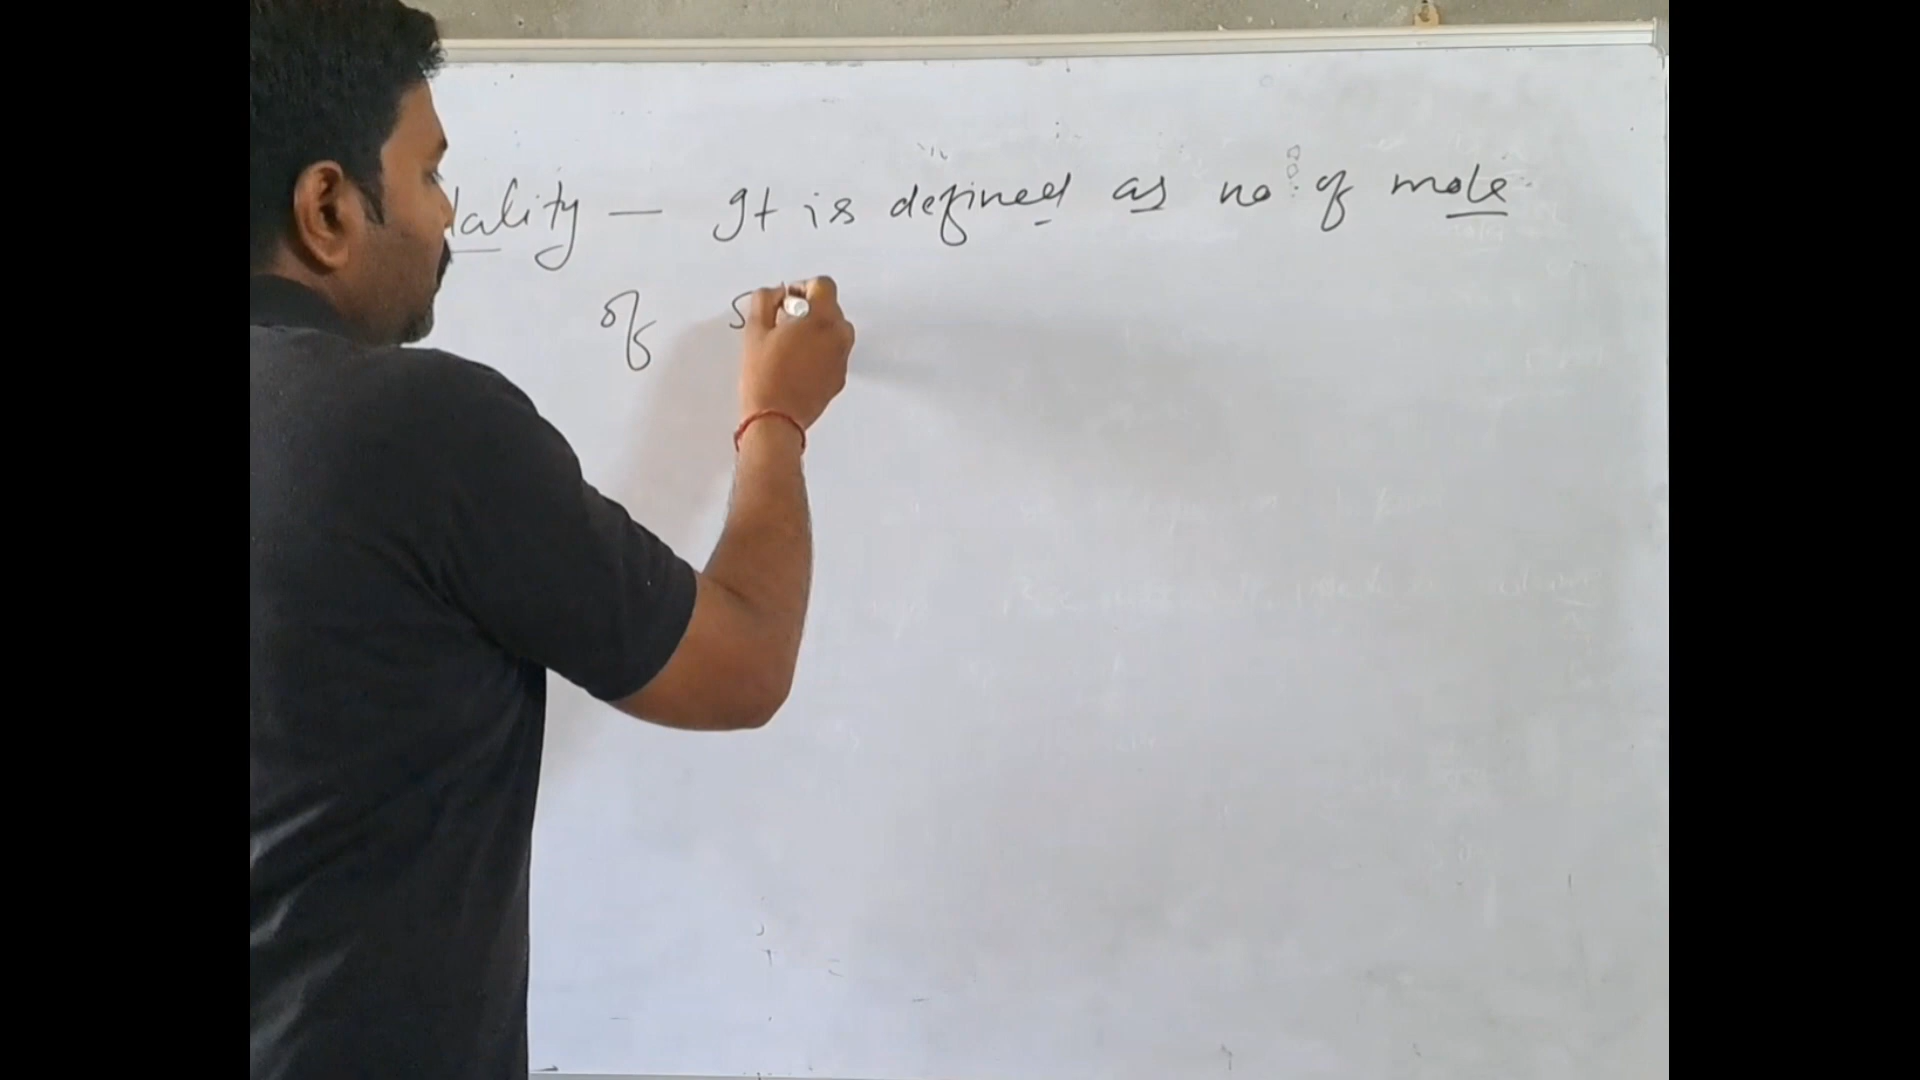 lality — It is defined as no of mole
of s